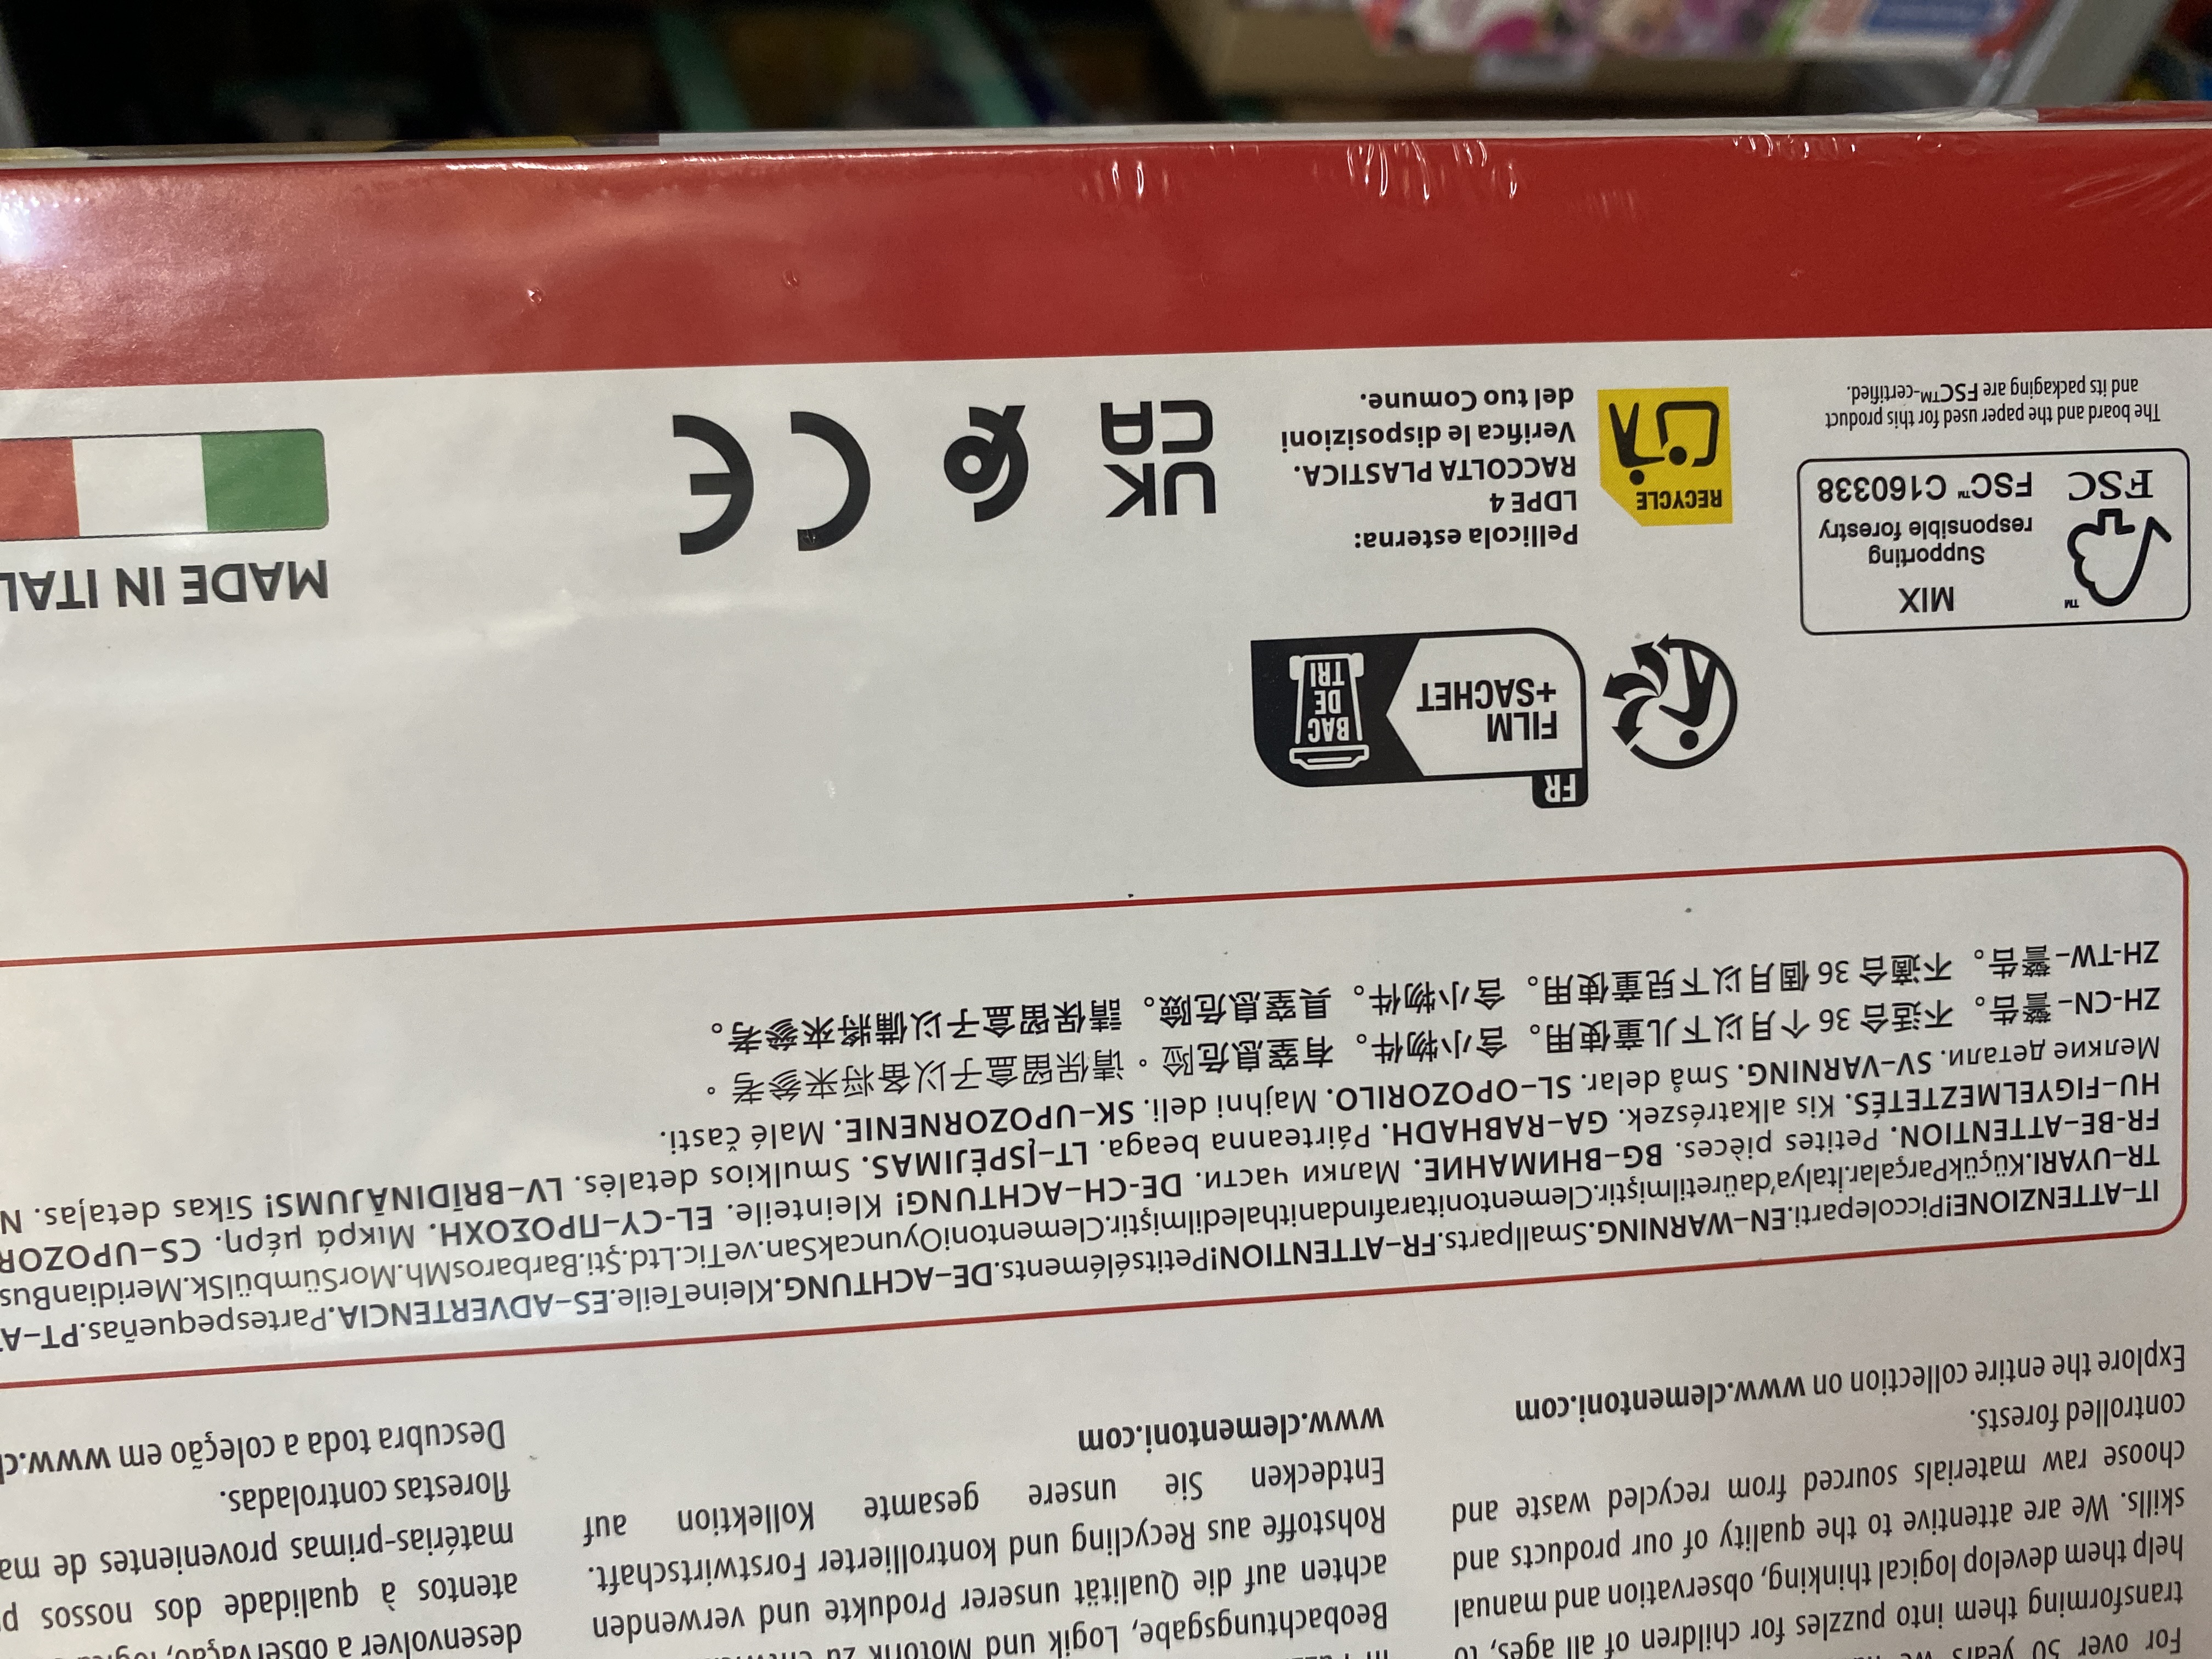 For over 50 years we
transforming them into puzzles for children of all ages, to
help them develop logical thinking, observation and manual
skills. We are attentive to the quality of our products and
choose raw materials sourced from recycled waste and
controlled forests.
Explore the entire collection on www.clementoni.com
Beobachtungsgabe, Logik und Motorik zu
achten auf die Qualität unserer Produkte und verwenden
Rohstoffe aus Recycling und kontrollierter Forstwirtschaft.
Entdecken Sie unsere gesamte Kollektion auf
www.clementoni.com
desenvolver a observação,
atentos à qualidade dos nossos
matérias-primas provenientes de
florestas controladas.
Descubra toda a coleção em www.cl
IT–ATTENZIONE!Piccoleparti.EN–WARNING.Smallparts.FR–ATTENTION!Petitséléments.DE–ACHTUNG.KleineTeile.ES–ADVERTENCIA.Partespequeñas.PT–A
TR–UYARI.KüçükParçalar.İtalya'daüretilmiştir.Clementonitarafındanithaledilmiştir.ClementoniOyuncakSan.veTic.Ltd.Şti.BarbarosMh.MorSümbülSk.MeridianBus
FR-BE–ATTENTION. Petites pièces. BG–ВНИМАНИЕ. Малки части. DE-CH–ACHTUNG! Kleinteile. EL-CY–ΠΡΟΣΟΧΗ. Μικρά μέρη. CS–UPOZOR
HU–FIGYELMEZTETÉS. Kis alkatrészek. GA–RABHADH. Páirteanna beaga. LT–ĮSPĖJIMAS. Smulkios detalės. LV–BRĪDINĀJUMS! Sīkas detaļas. N
Мелкие детали. SV–VARNING. Små delar. SL–OPOZORILO. Majhni deli. SK–UPOZORNENIE. Malé časti.
ZH-CN–警告。不适合 36 个月以下儿童使用。含小物件。有窒息危险。请保留盒子以备将来参考。
ZH-TW–警告。不適合 36 個月以下兒童使用。含小物件。具窒息危險。請保留盒子以備將來參考。
FR
FILM
+SACHET
BAC
DE
TRI
MIX
Supporting
responsible forestry
FSC
FSC™ C160338
The board and the paper used for this product
and its packaging are FSC™-certified.
RECYCLE
Pellicola esterna:
LDPE 4
RACCOLTA PLASTICA.
Verifica le disposizioni
del tuo Comune.
UK
CA
CE
MADE IN ITAL